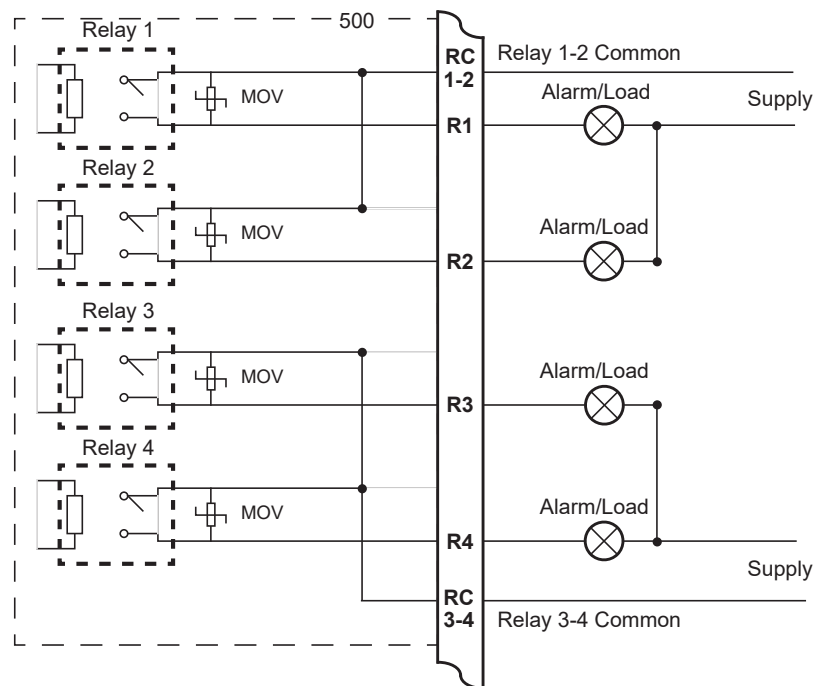 500
Relay 1
RC
1-2
Relay 1-2 Common
MOV
Alarm/Load
Supply
R1
Relay 2
MOV
Alarm/Load
R2
Relay 3
MOV
Alarm/Load
R3
Relay 4
MOV
Alarm/Load
R4
Supply
RC
3-4
Relay 3-4 Common